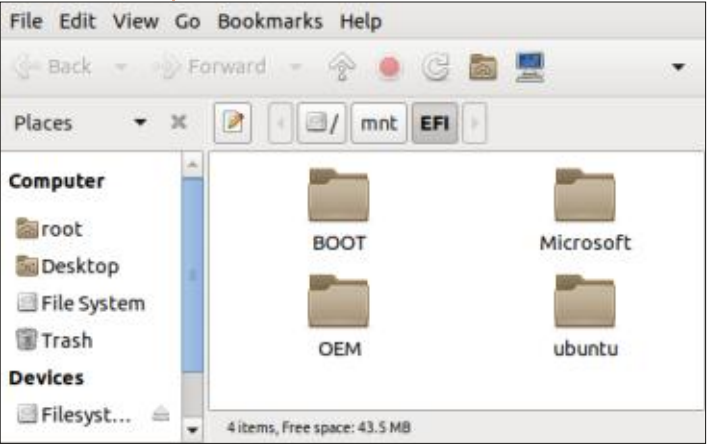 File Edit View Go Bookmarks Help
Back Forward
Places / mnt EFI
Computer
root
Desktop
File System
Trash
Devices
Filesyst...
BOOT Microsoft
OEM ubuntu
4 items, Free space: 43.5 MB